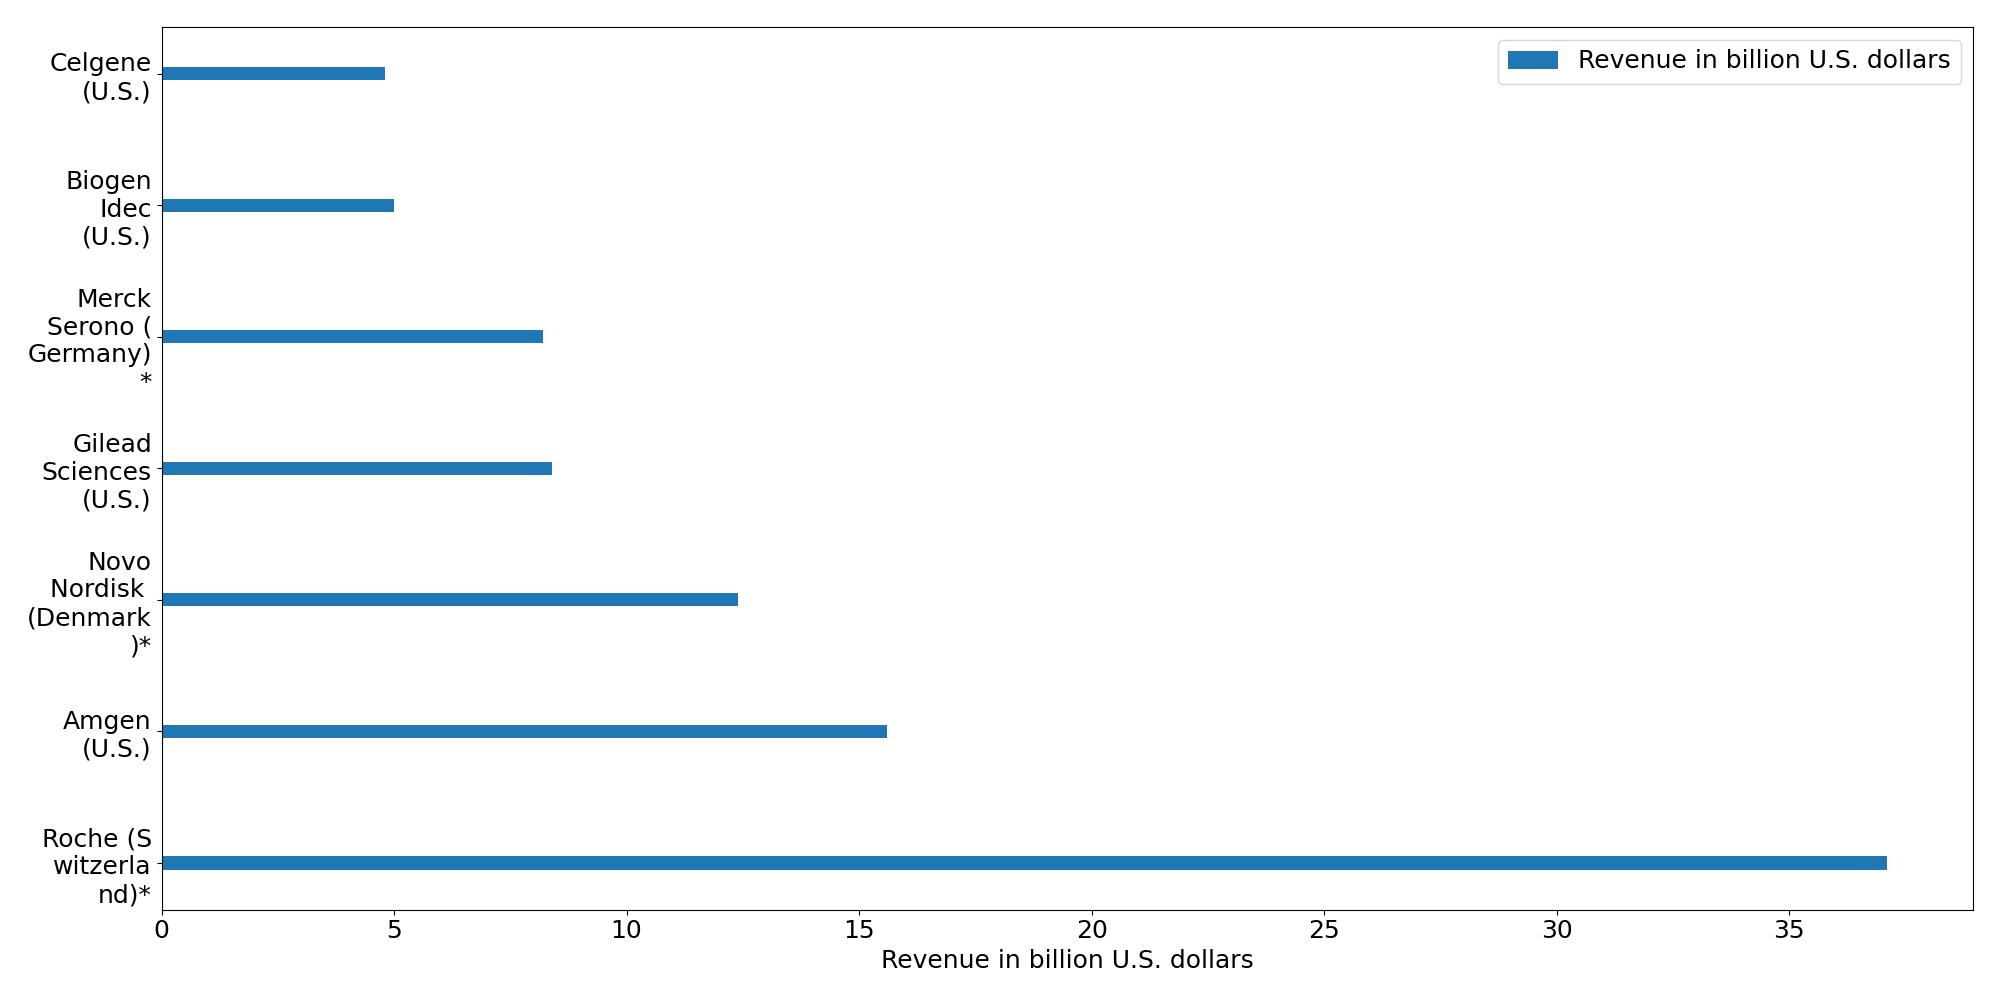 Revenue in billion U.S. dollars
Celgene
(U.S.)
Biogen
Idec
(U.S.)
Merck
Serono (
Germany)
*
Gilead
Sciences
(U.S.)
Novo
Nordisk
(Denmark
)*
Amgen
(U.S.)
Roche (S
witzerla
nd)*
0 5 10 15 20 25 30 35
Revenue in billion U.S. dollars